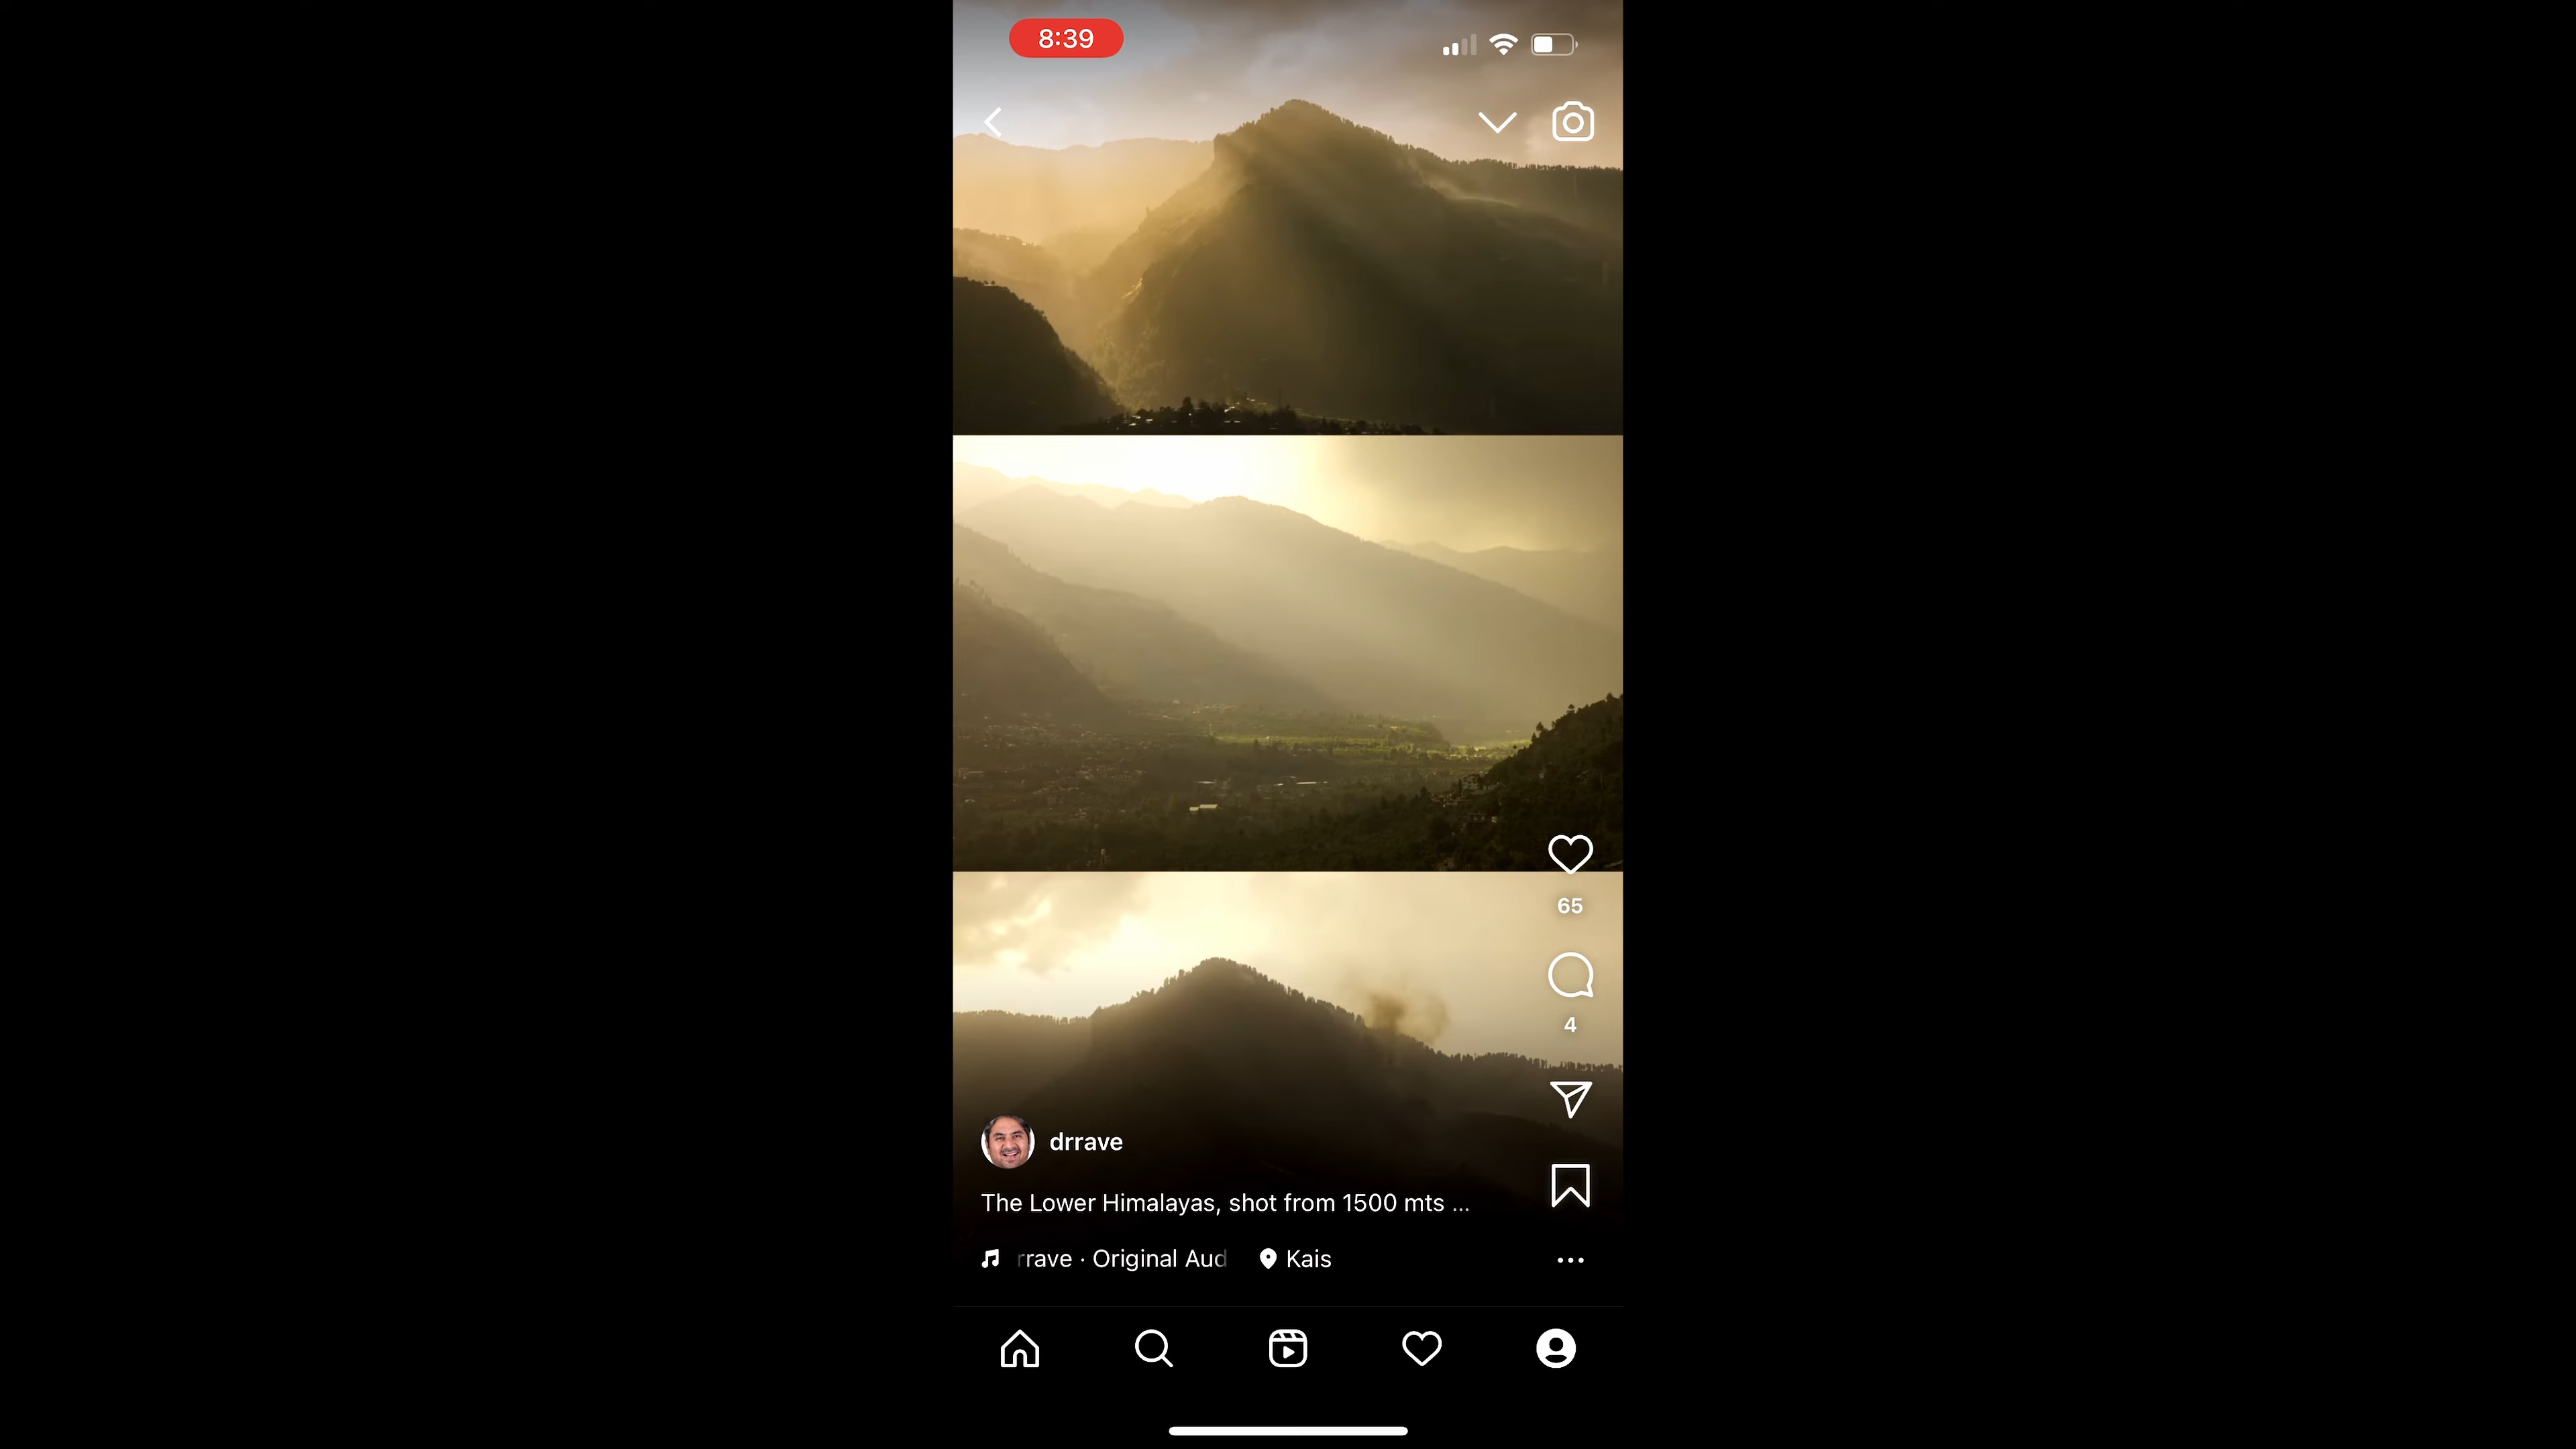 8:39
65
4
drrave
The Lower Himalayas, shot from 1500 mts ...
rrave · Original Aud
Kais